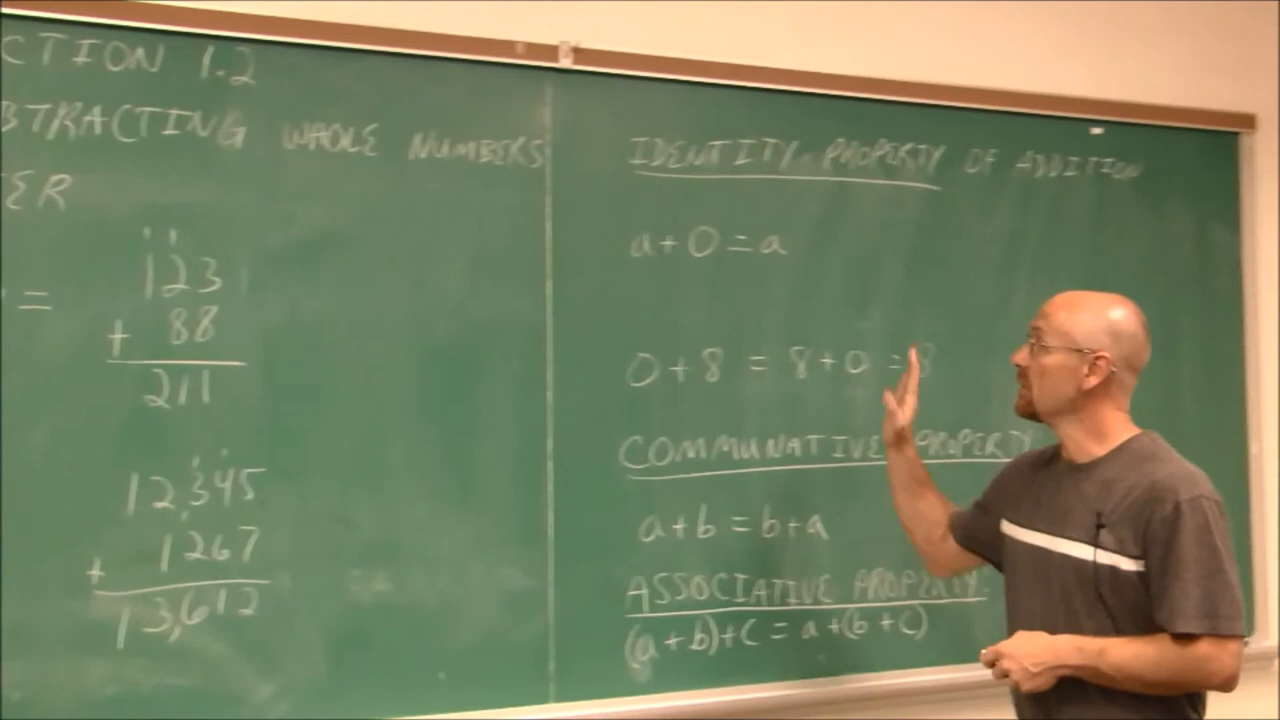 CTION 1.2
BTRACTING WHOLE NUMBERS
ER
=
123
+ 88
211
12,345
+ 1267
13,612
IDENTITY PROPERTY OF ADDITION
a+0=a
0+8 = 8+0 =8
COMMUNATIVE PROPERTY
a+b=b+a
ASSOCIATIVE PROPERTY
(a+b)+c=a+(b+c)